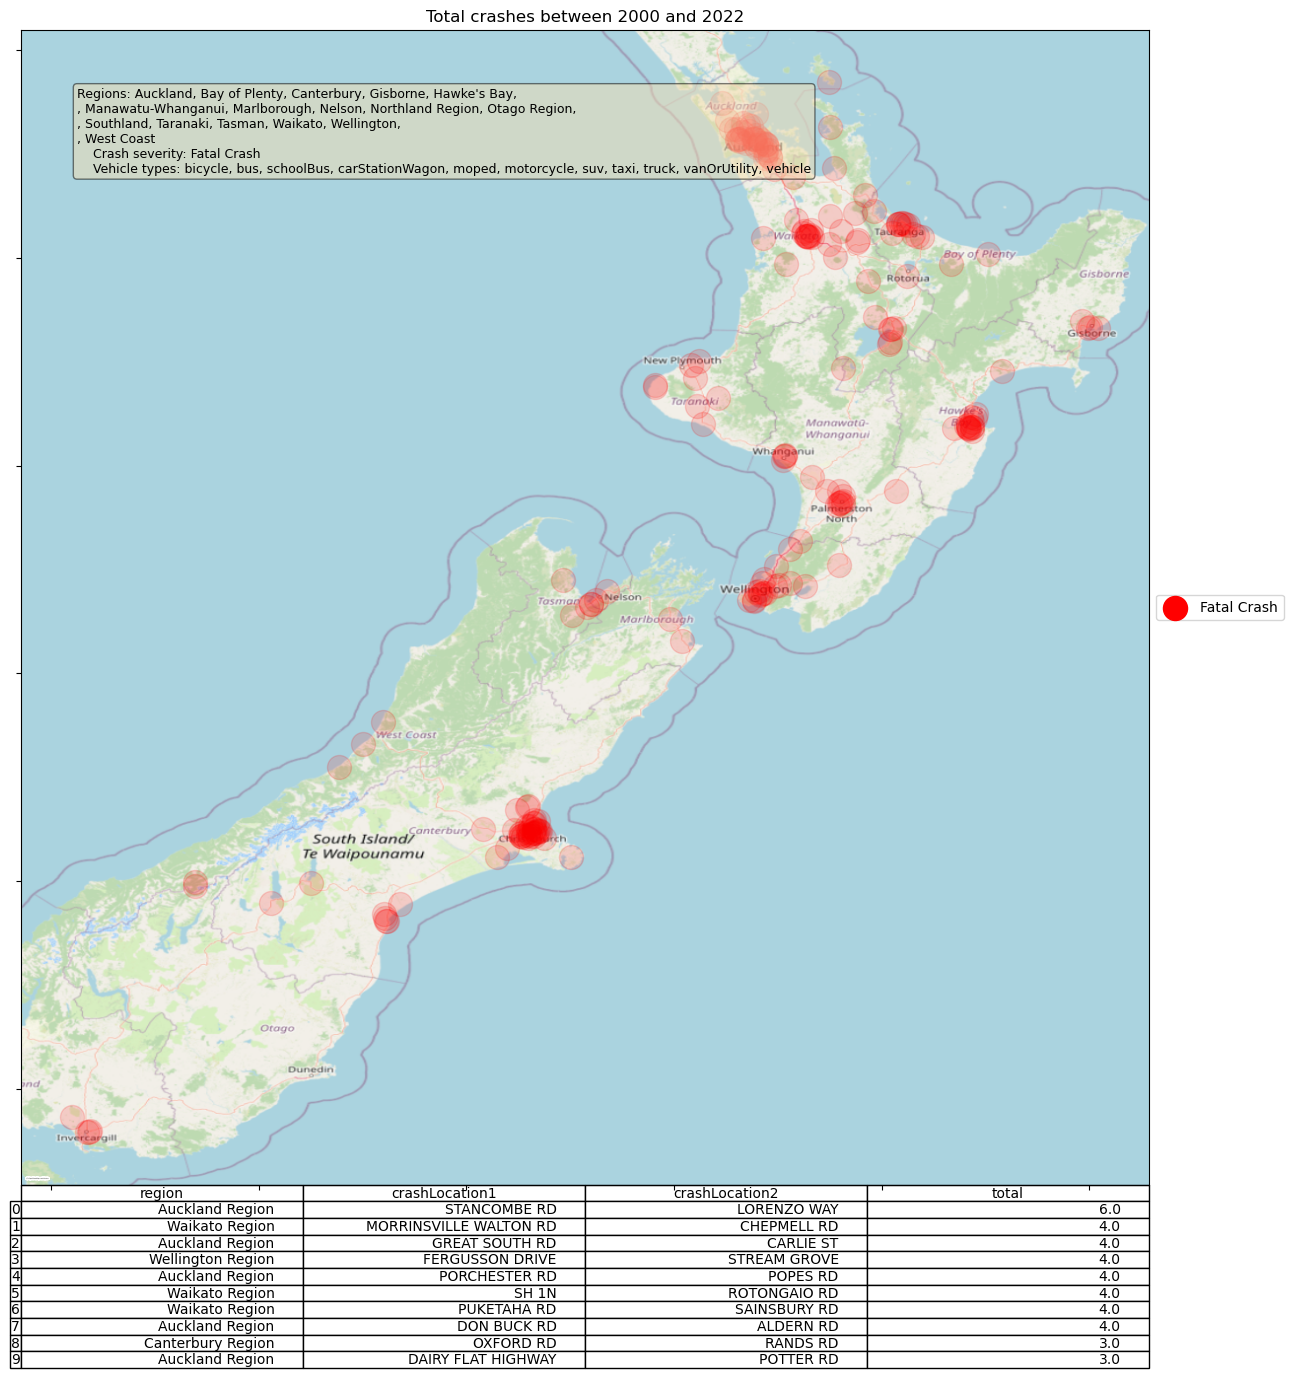 Total crashes between 2000 and 2022
Regions: Auckland, Bay of Plenty, Canterbury, Gisborne, Hawke's Bay,
, Manawatu-Whanganui, Marlborough, Nelson, Northland Region, Otago Region,
, Southland, Taranaki, Tasman, Waikato, Wellington,
, West Coast
Crash severity: Fatal Crash
Vehicle types: bicycle, bus, schoolBus, carStationWagon, moped, motorcycle, suv, taxi, truck, vanOrUtility, vehicle
Auckland
Auckland
Waikato
Tauranga
Bay of Plenty
Gisborne
Rotorua
Gisborne
New Plymouth
Taranaki
Hawke's
Manawatū-
Whanganui
Whanganui
Palmerston
North
Wellington
Tasman
Nelson
Marlborough
Fatal Crash
West Coast
Canterbury
South Island/
Te Waipounamu
Otago
Dunedin
Invercargill
region crashLocation1 crashLocation2 total
0 Auckland Region STANCOMBE RD LORENZO WAY 6.0
1 Waikato Region MORRINSVILLE WALTON RD CHEPMELL RD 4.0
2 Auckland Region GREAT SOUTH RD CARLIE ST 4.0
3 Wellington Region FERGUSSON DRIVE STREAM GROVE 4.0
4 Auckland Region PORCHESTER RD POPES RD 4.0
5 Waikato Region SH 1N ROTONGAIO RD 4.0
6 Waikato Region PUKETAHA RD SAINSBURY RD 4.0
7 Auckland Region DON BUCK RD ALDERN RD 4.0
8 Canterbury Region OXFORD RD RANDS RD 3.0
9 Auckland Region DAIRY FLAT HIGHWAY POTTER RD 3.0